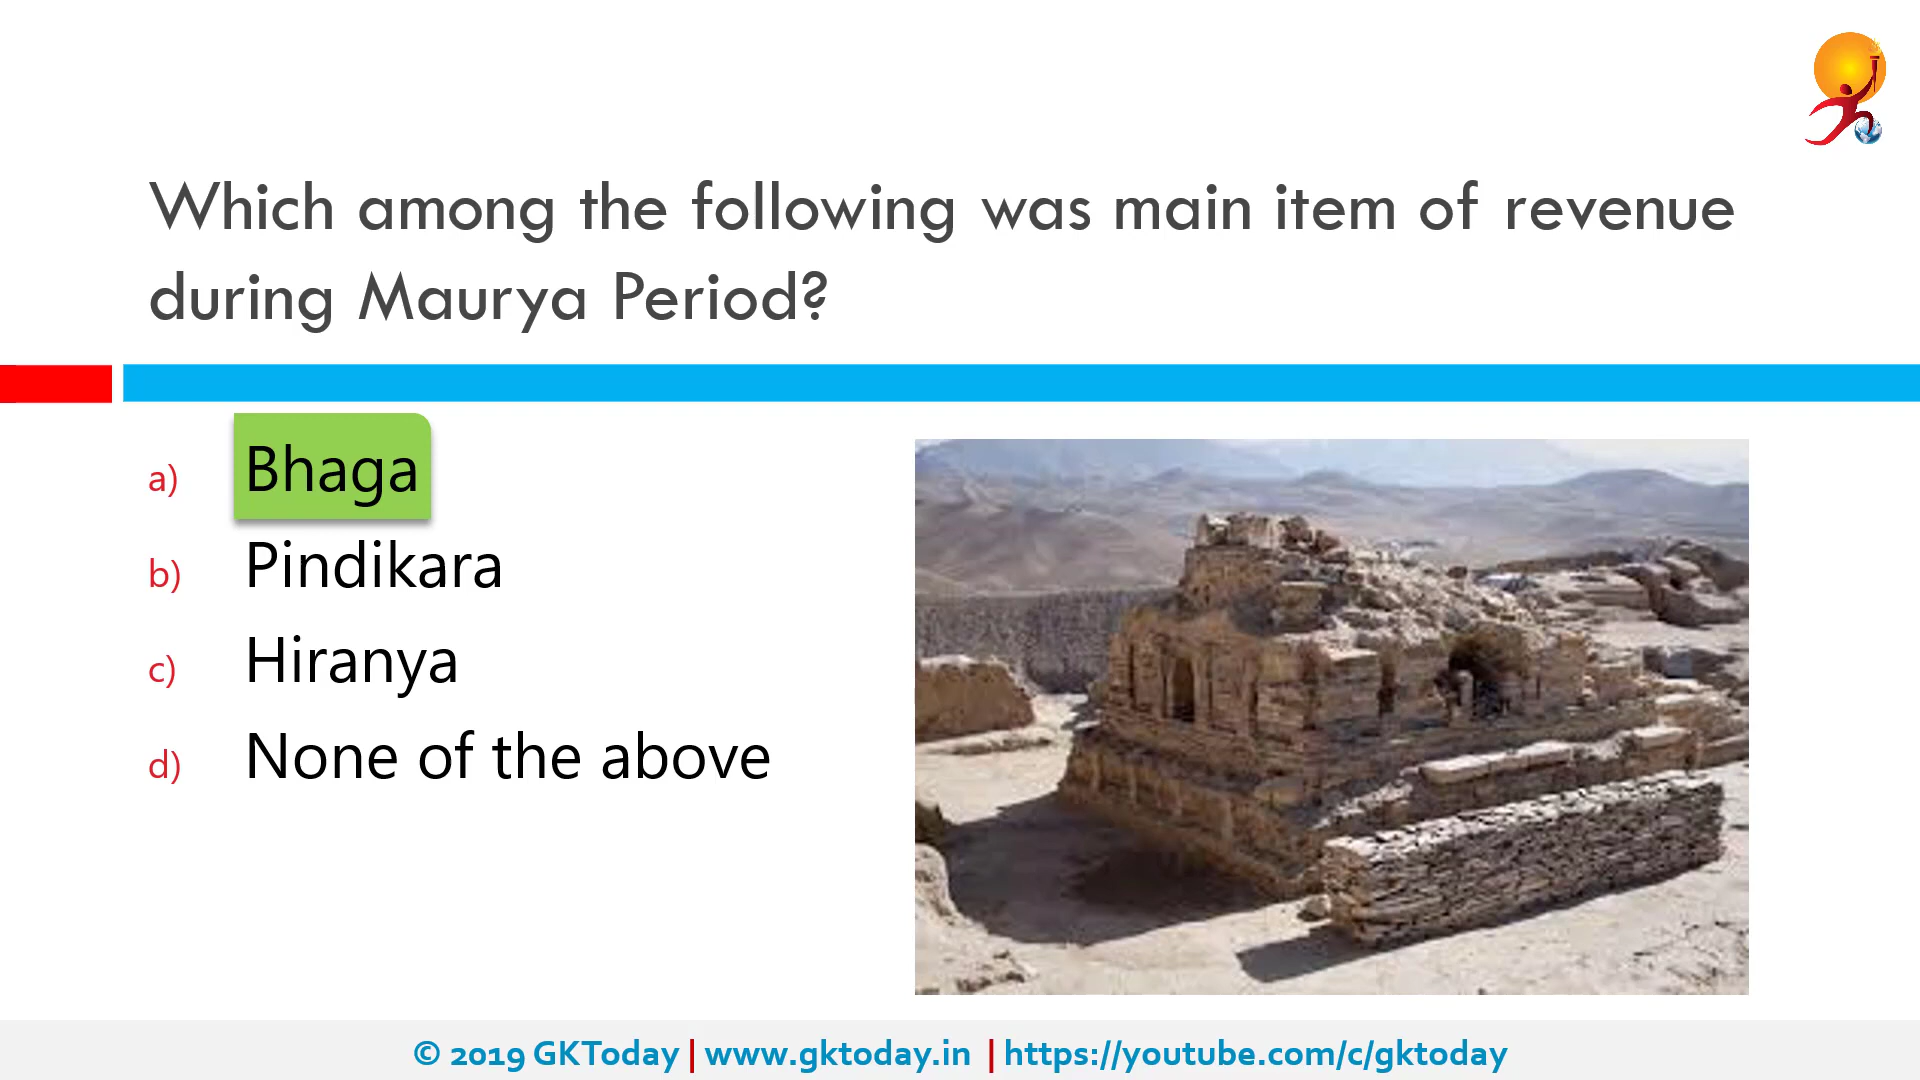 Which among the following was main item of revenue
during Maurya Period?
a) Bhaga
b) Pindikara
c) Hiranya
d) None of the above
© 2019 GKToday | www.gktoday.in | https://youtube.com/c/gktoday